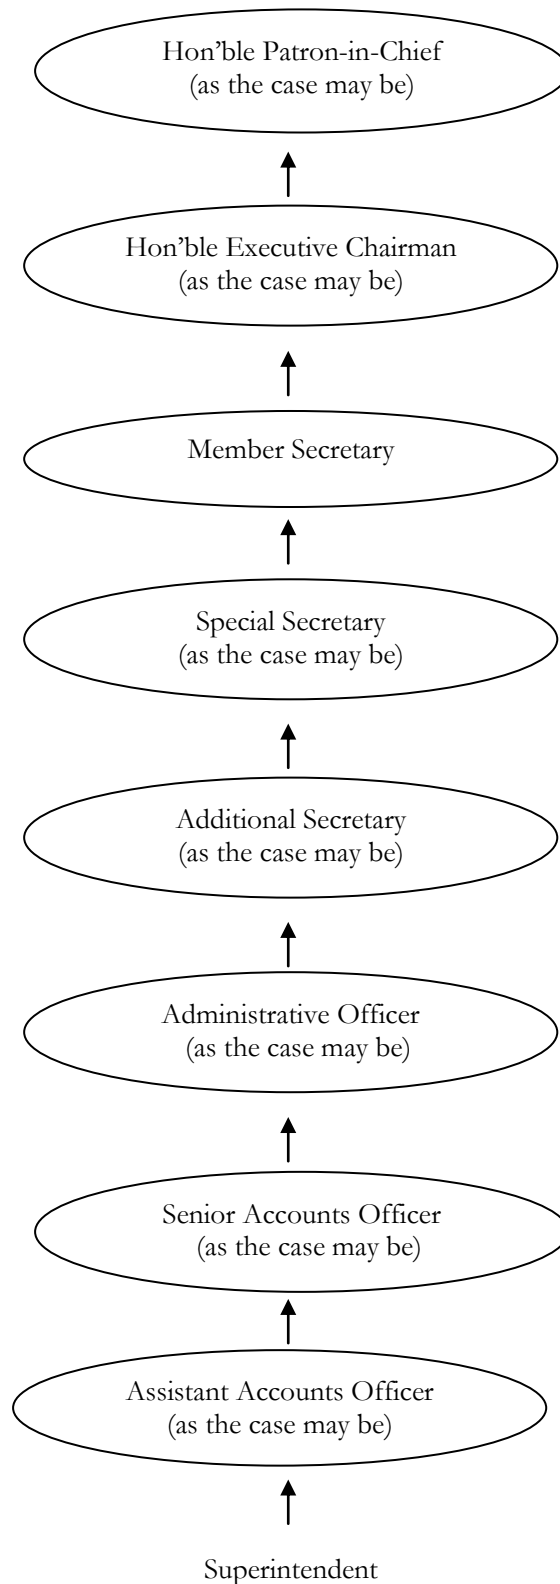 Hon’ble Patron-in-Chief
(as the case may be)
Hon’ble Executive Chairman
(as the case may be)
Member Secretary
Special Secretary
(as the case may be)
Additional Secretary
(as the case may be)
Administrative Officer
(as the case may be)
Senior Accounts Officer
(as the case may be)
Assistant Accounts Officer
(as the case may be)
Superintendent